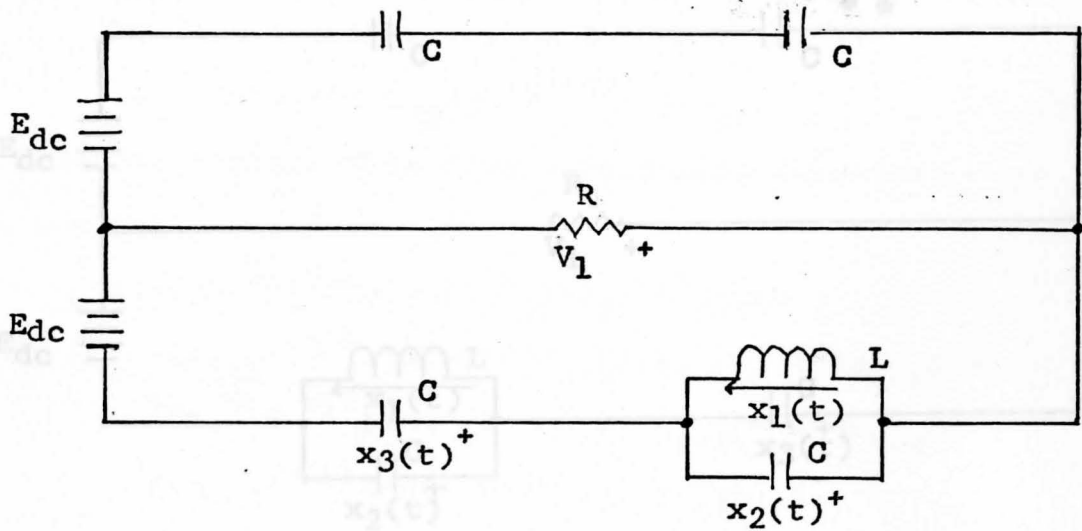 C C
E_dc
R
V_1 +
E_dc
L
C x_1(t)
x_3(t)+ C
x_2(t)+